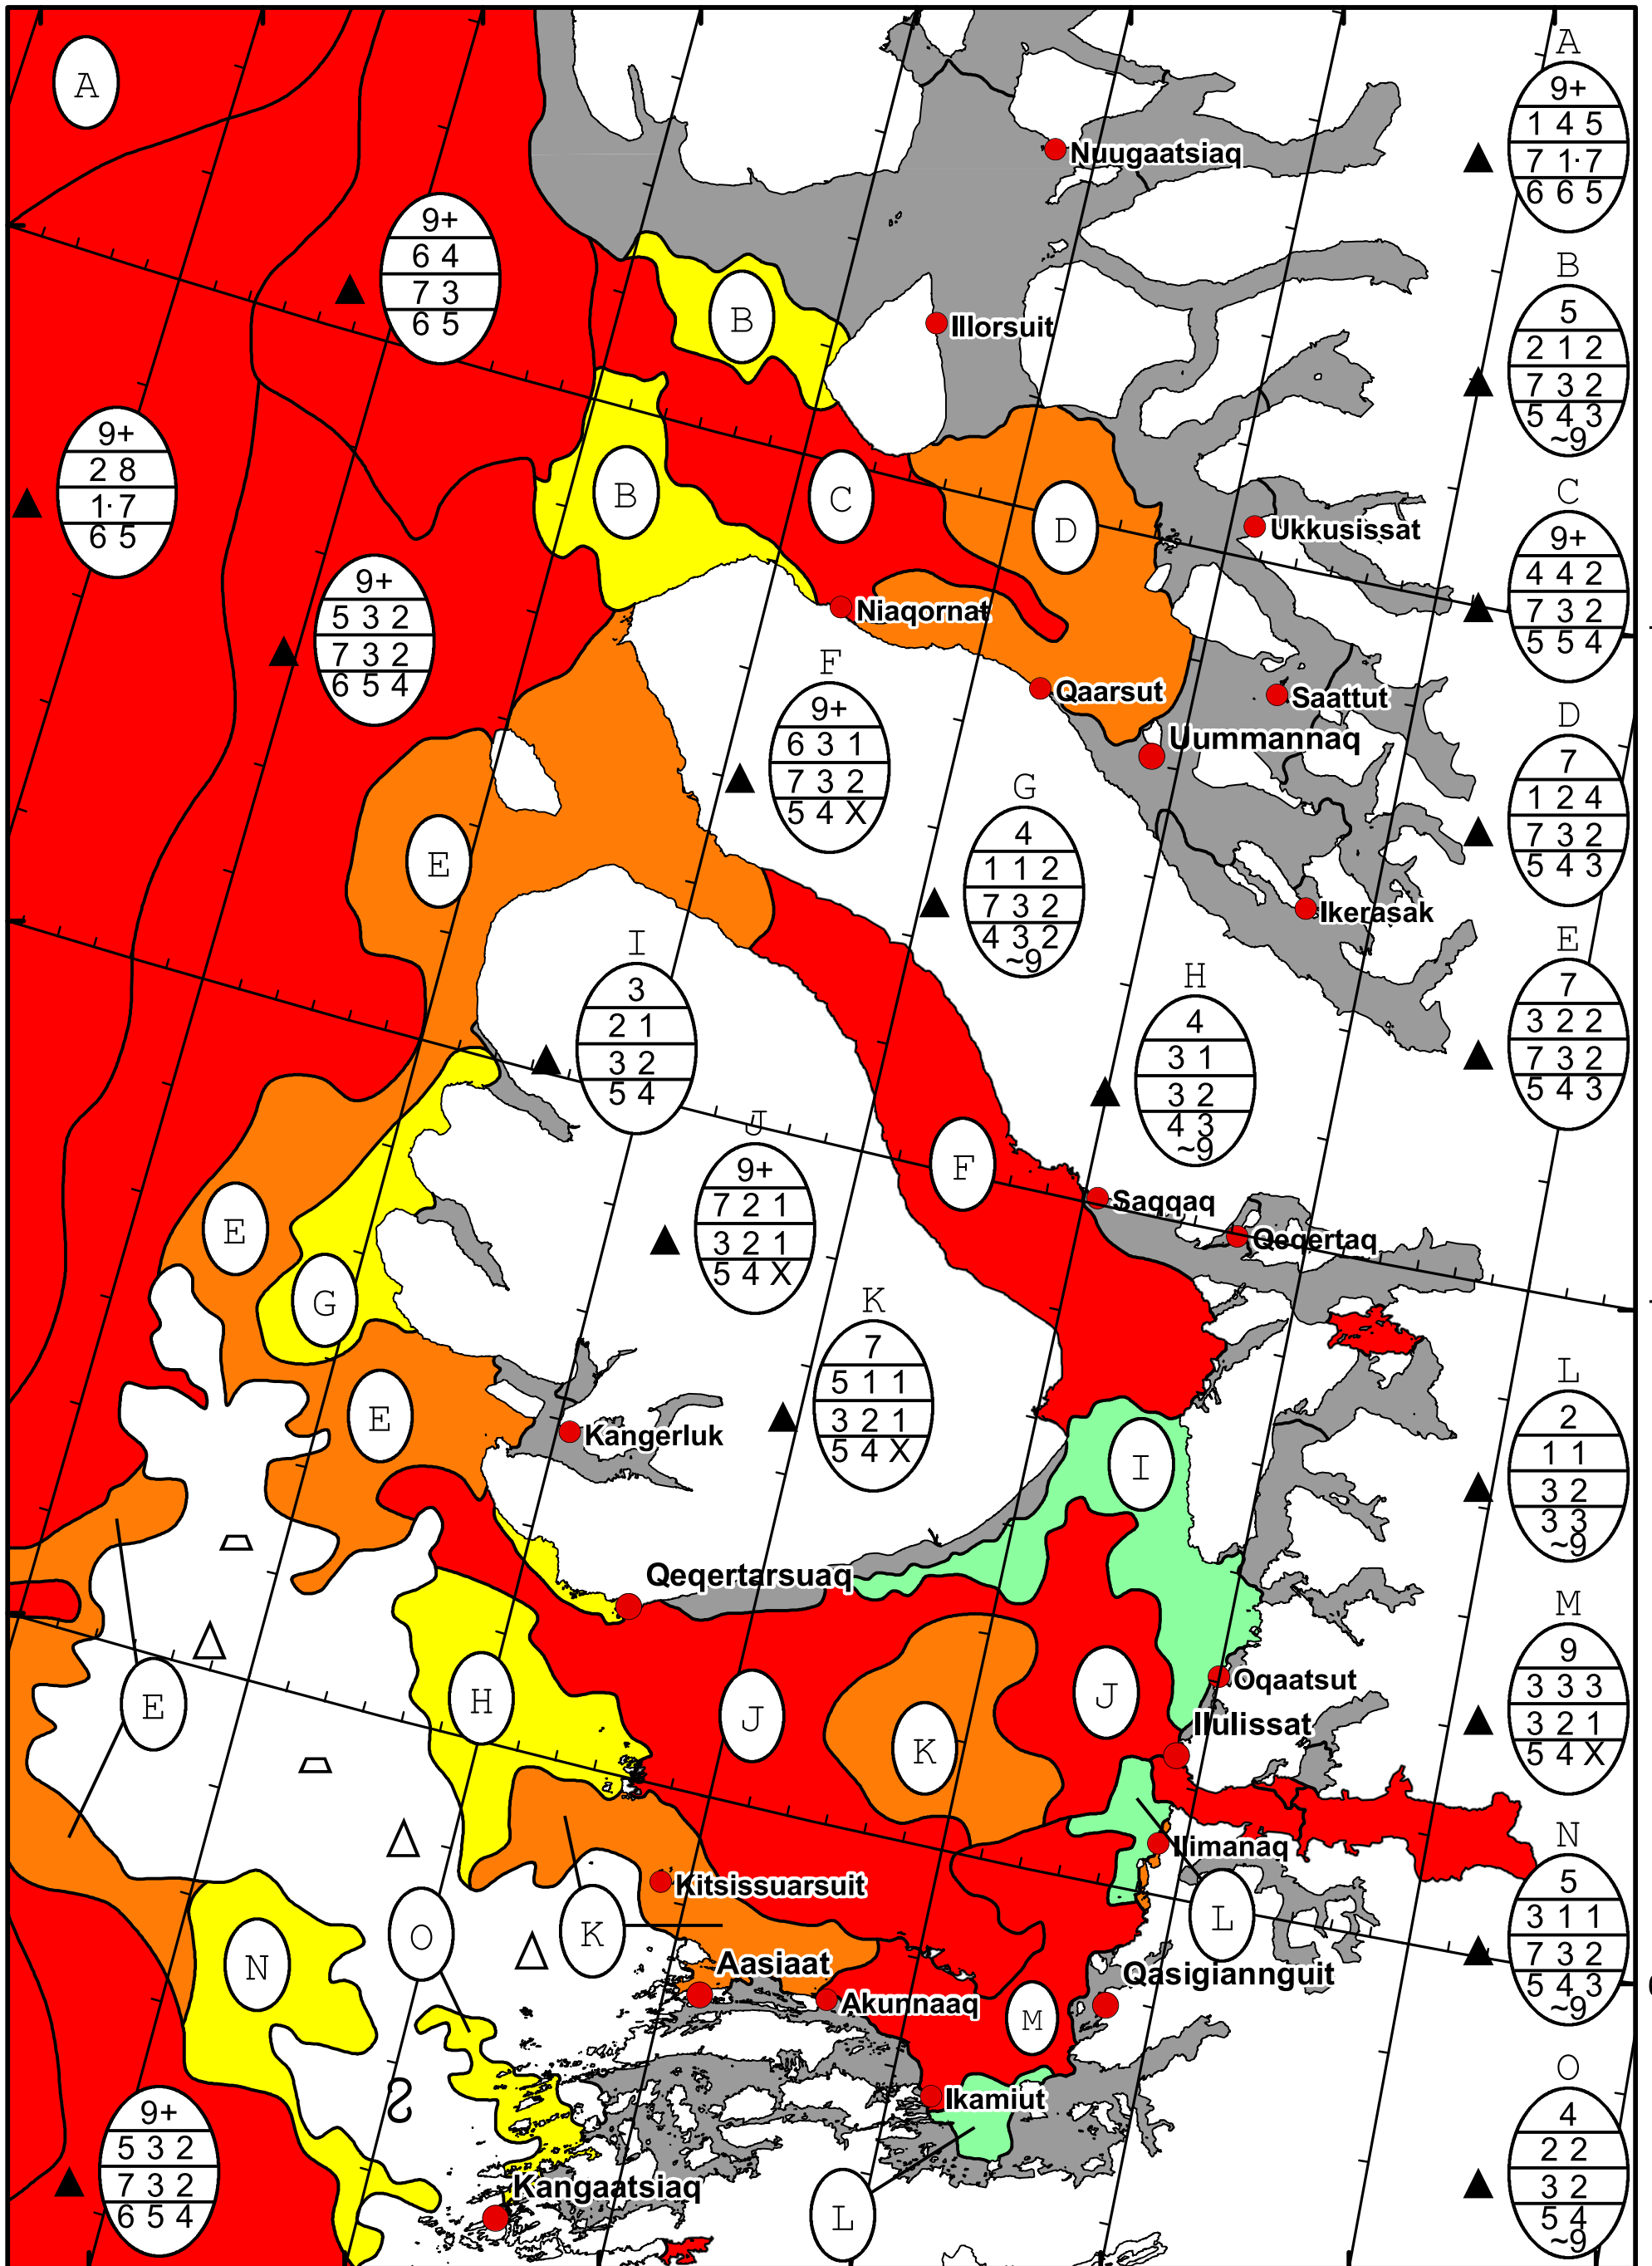 A
A
9+
1 4 5
7 1· 7
6 6 5
Nuugaatsiaq
9+
6 4
7 3
6 5
B
B
5
2 1 2
7 3 2
5 4 3
~9
Illorsuit
9+
2 8
1· 7
6 5
B
C
D
Ukkusissat
C
9+
4 4 2
7 3 2
5 5 4
9+
5 3 2
7 3 2
6 5 4
Niaqornat
F
9+
6 3 1
7 3 2
5 4 X
Qaarsut
Saattut
Uummannaq
D
7
1 2 4
7 3 2
5 4 3
G
4
1 1 2
7 3 2
4 3 2
~9
E
Ikerasak
I
3
2 1
3 2
5 4
H
4
3 1
3 2
4 3
~9
E
7
3 2 2
7 3 2
5 4 3
J
9+
7 2 1
3 2 1
5 4 X
F
Saqqaq
Qeqertaq
E
G
K
7
5 1 1
3 2 1
5 4 X
E
Kangerluk
I
L
2
1 1
3 2
3 3
~9
Qeqertarsuaq
E
H
J
J
K
Oqaatsut
Ilulissat
M
9
3 3 3
3 2 1
5 4 X
Ilimanaq
Kitsissuarsuit
N
O
K
L
N
5
3 1 1
7 3 2
5 4 3
~9
Aasiaat
Qasigiannguit
Akunnaaq
M
Ikamiut
9+
5 3 2
7 3 2
6 5 4
Kangaatsiaq
L
O
4
2 2
3 2
5 4
~9